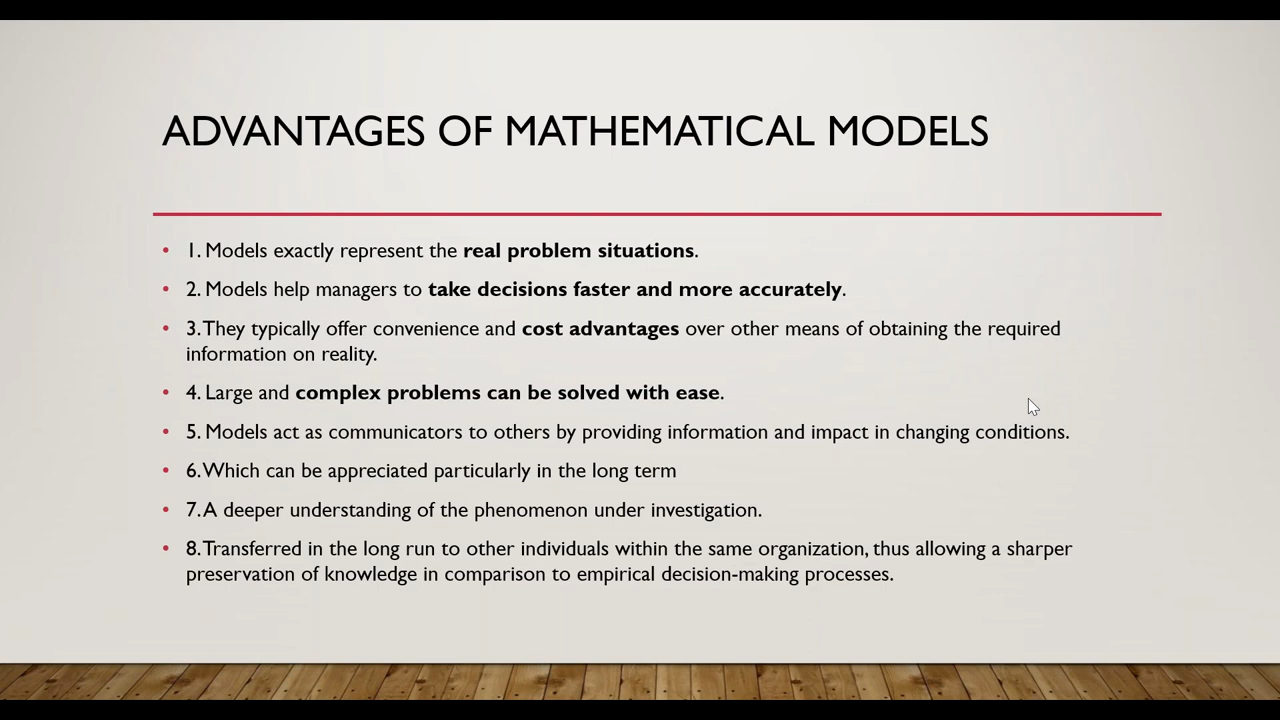 ADVANTAGES OF MATHEMATICAL MODELS
• 1. Models exactly represent the real problem situations.
• 2. Models help managers to take decisions faster and more accurately.
• 3. They typically offer convenience and cost advantages over other means of obtaining the required
information on reality.
• 4. Large and complex problems can be solved with ease.
• 5. Models act as communicators to others by providing information and impact in changing conditions.
• 6. Which can be appreciated particularly in the long term
• 7. A deeper understanding of the phenomenon under investigation.
• 8. Transferred in the long run to other individuals within the same organization, thus allowing a sharper
preservation of knowledge in comparison to empirical decision-making processes.